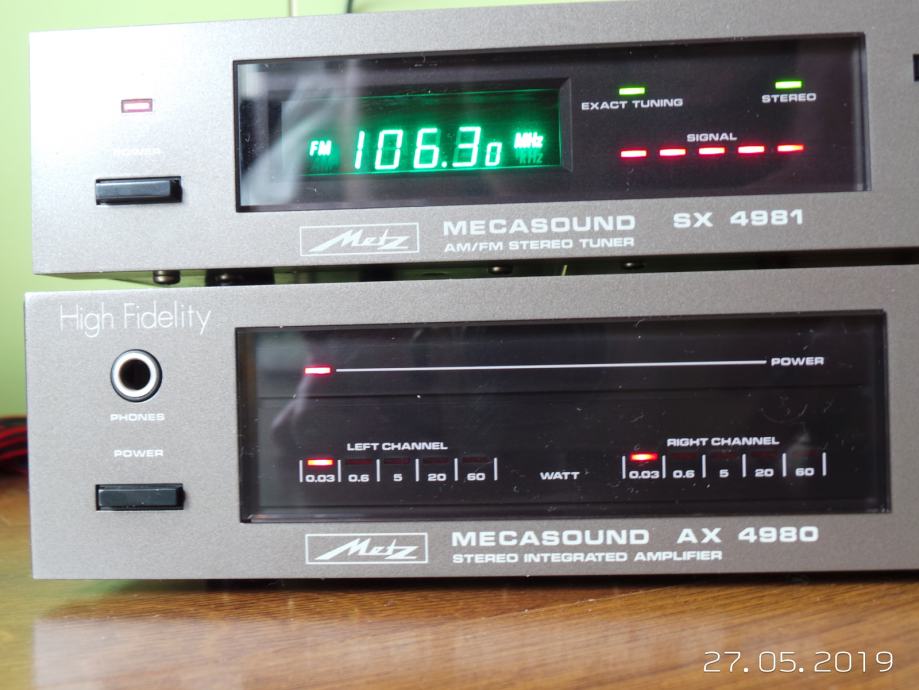 POWER
FM 106.30 MHz
kHz
EXACT TUNING
STEREO
SIGNAL
Metz
MECASOUND SX 4981
AM/FM STEREO TUNER
High Fidelity
PHONES
POWER
POWER
LEFT CHANNEL
0.03 0.6 5 20 60
WATT
RIGHT CHANNEL
0.03 0.6 5 20 60
Metz
MECASOUND AX 4980
STEREO INTEGRATED AMPLIFIER
27.05.2019